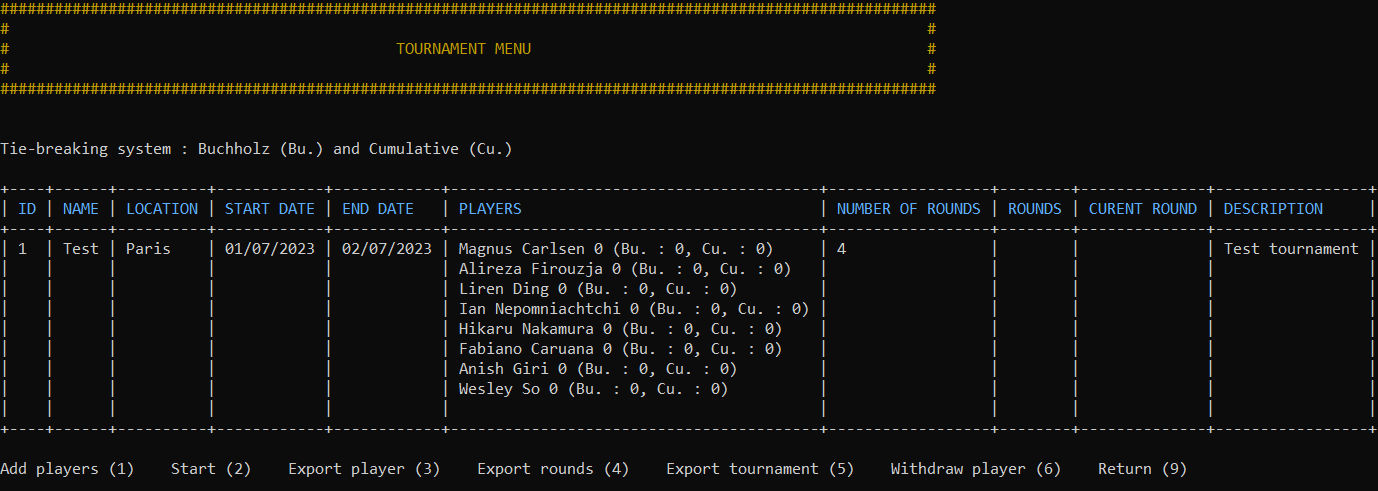 ########################################################################################################
#                                                                                                      #
#                                           TOURNAMENT MENU                                            #
#                                                                                                      #
########################################################################################################
Tie-breaking system : Buchholz (Bu.) and Cumulative (Cu.)
+----+------+----------+------------+------------+-----------------------------------------+------------------+--------+--------------+-----------------+
| ID | NAME | LOCATION | START DATE | END DATE   | PLAYERS                                 | NUMBER OF ROUNDS | ROUNDS | CURENT ROUND | DESCRIPTION     |
+----+------+----------+------------+------------+-----------------------------------------+------------------+--------+--------------+-----------------+
| 1  | Test | Paris    | 01/07/2023 | 02/07/2023 | Magnus Carlsen 0 (Bu. : 0, Cu. : 0)     | 4                |        |              | Test tournament |
|    |      |          |            |            | Alireza Firouzja 0 (Bu. : 0, Cu. : 0)   |                  |        |              |                 |
|    |      |          |            |            | Liren Ding 0 (Bu. : 0, Cu. : 0)         |                  |        |              |                 |
|    |      |          |            |            | Ian Nepomniachtchi 0 (Bu. : 0, Cu. : 0) |                  |        |              |                 |
|    |      |          |            |            | Hikaru Nakamura 0 (Bu. : 0, Cu. : 0)    |                  |        |              |                 |
|    |      |          |            |            | Fabiano Caruana 0 (Bu. : 0, Cu. : 0)    |                  |        |              |                 |
|    |      |          |            |            | Anish Giri 0 (Bu. : 0, Cu. : 0)         |                  |        |              |                 |
|    |      |          |            |            | Wesley So 0 (Bu. : 0, Cu. : 0)          |                  |        |              |                 |
|    |      |          |            |            |                                         |                  |        |              |                 |
+----+------+----------+------------+------------+-----------------------------------------+------------------+--------+--------------+-----------------+
Add players (1)    Start (2)    Export player (3)    Export rounds (4)    Export tournament (5)    Withdraw player (6)    Return (9)